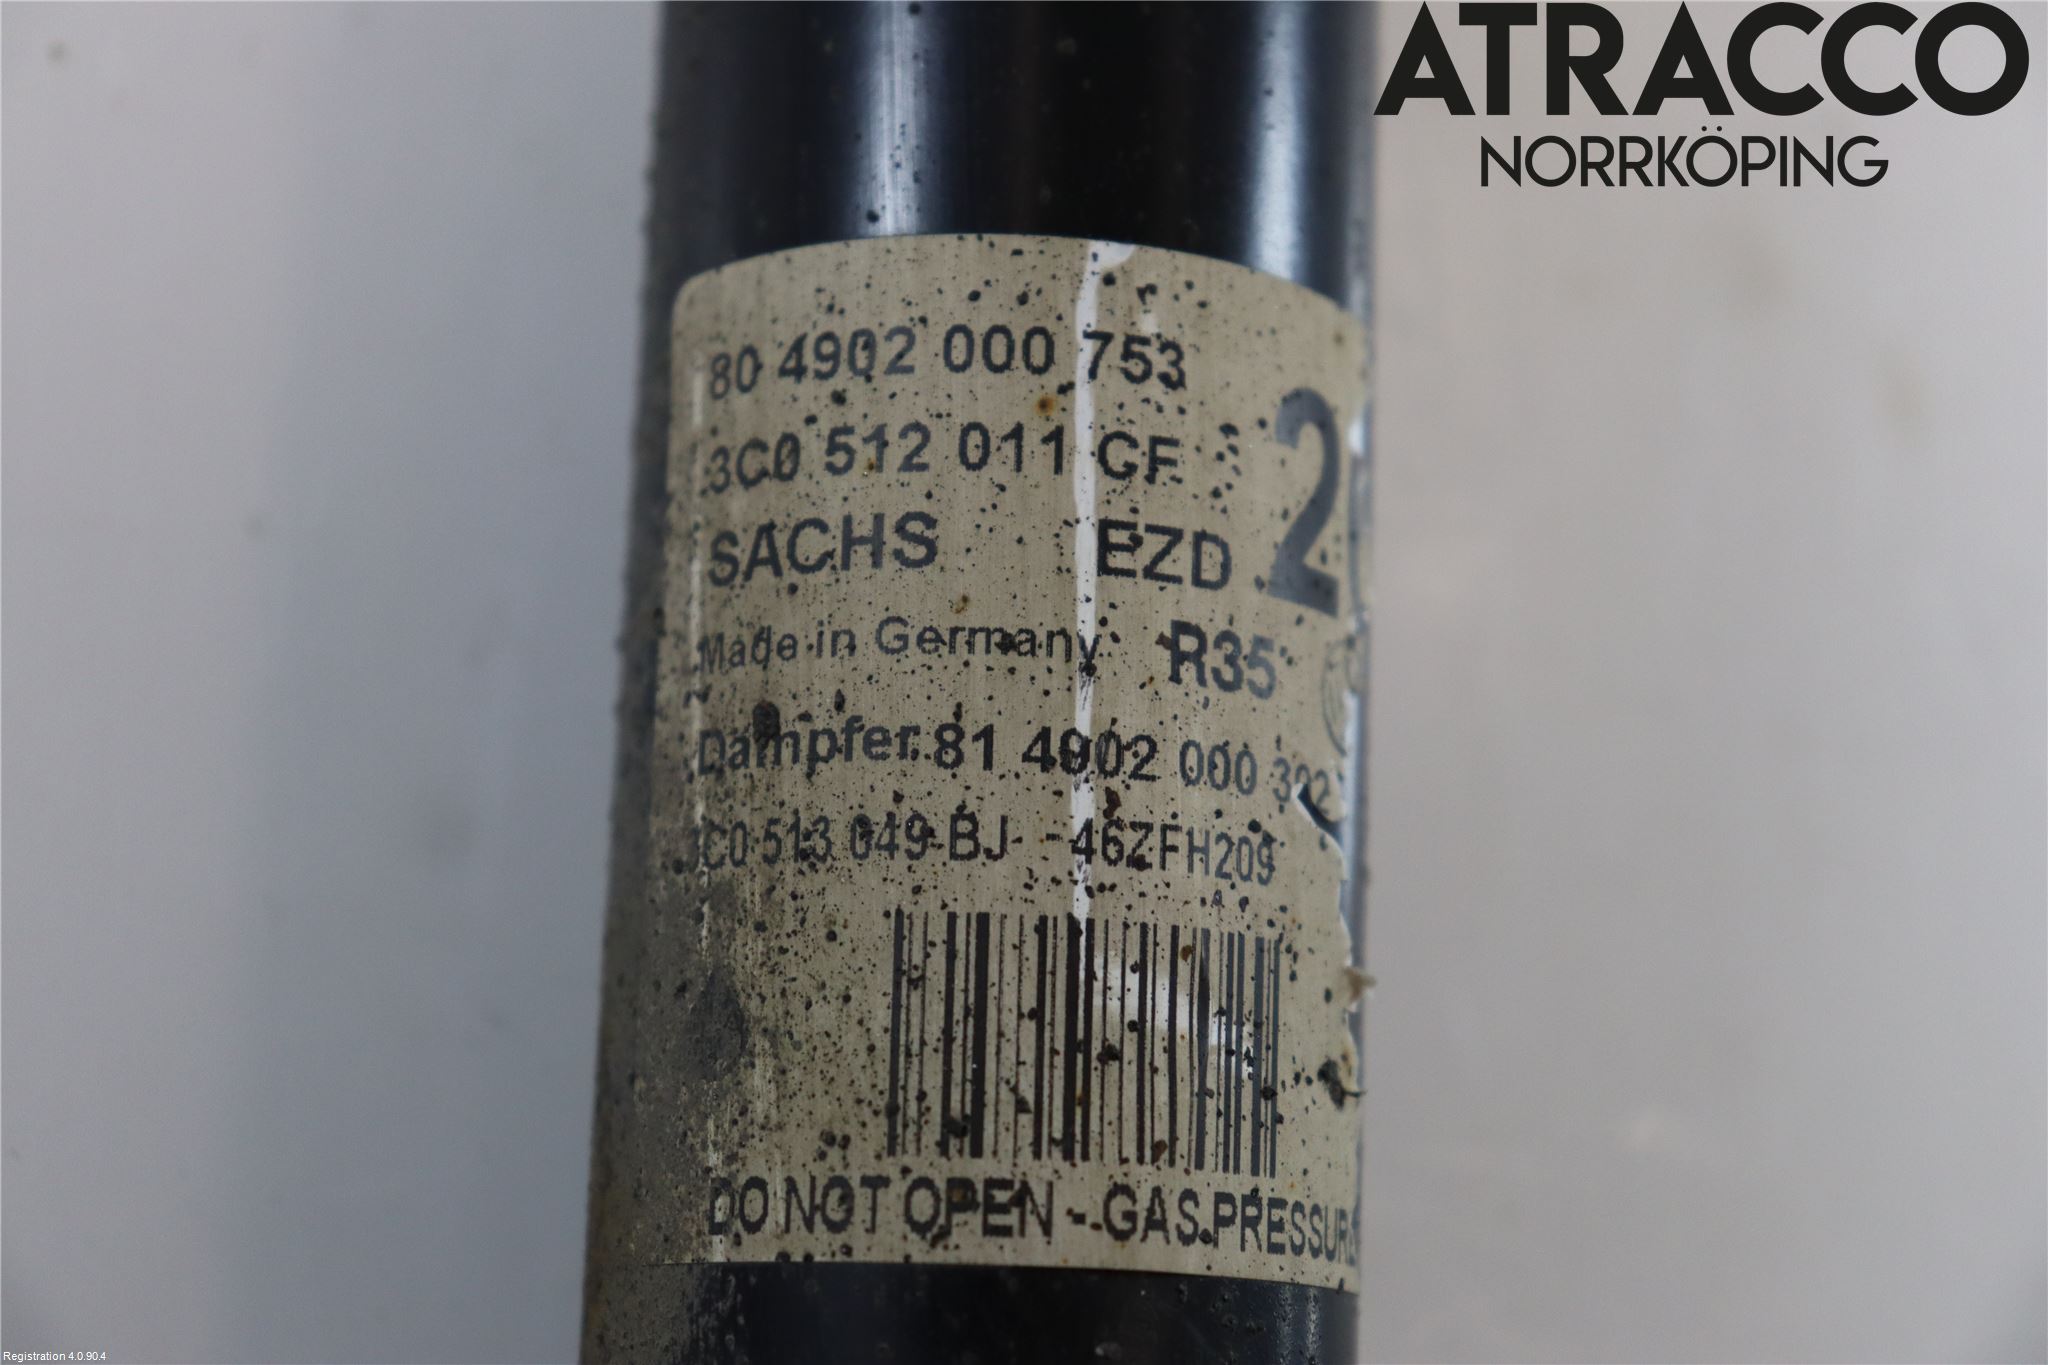 ATRACCO
NORRKÖPING
80 4902 000 753
3C0 512 011 CF
2
SACHS EZD
Made in Germany R35
Dämpfer 81 4902 000 322
3C0 513 049 BJ -46ZFH209
DO NOT OPEN - GAS PRESSURE
Registration 4.0.90.4